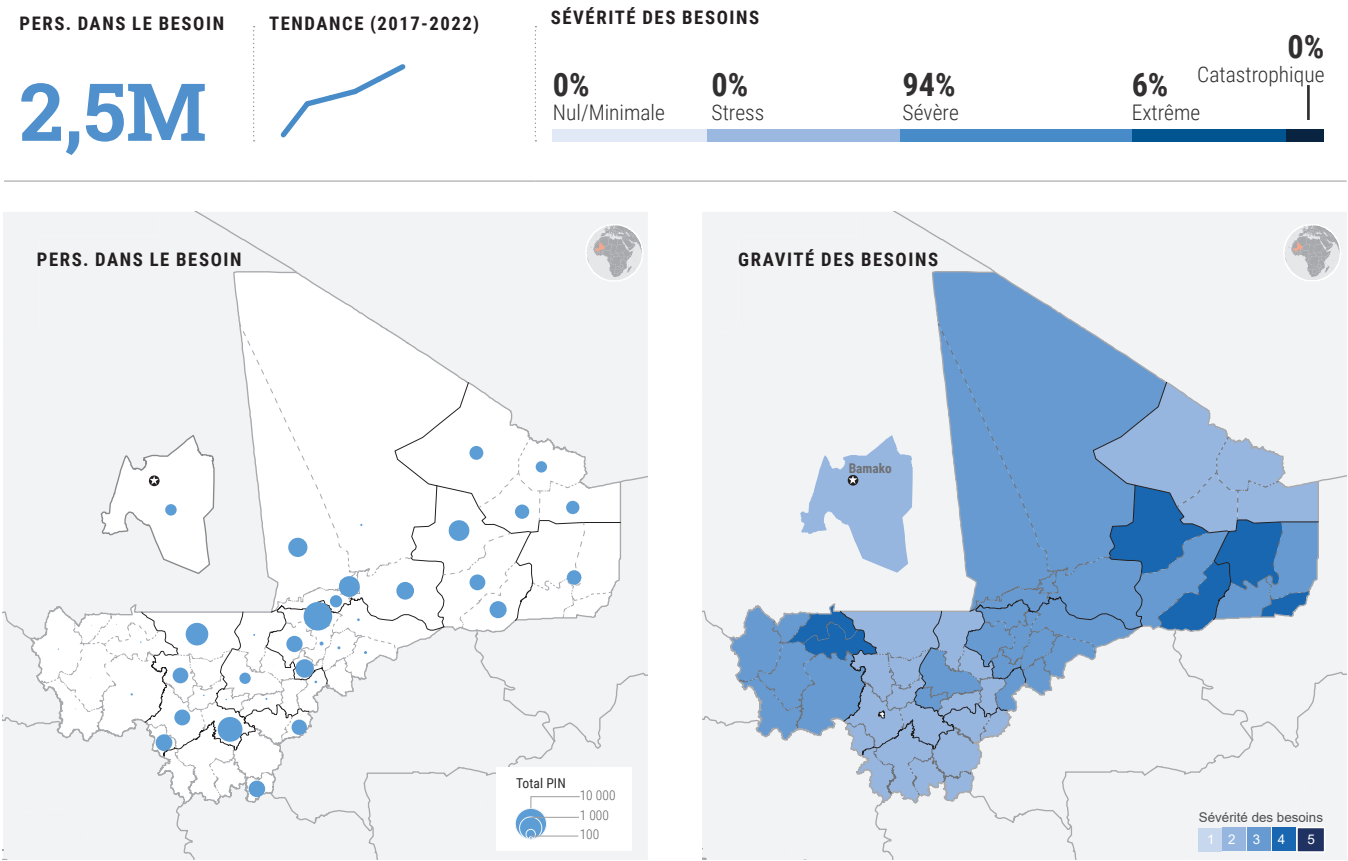 PERS. DANS LE BESOIN
2,5M
TENDANCE (2017-2022)
SÉVÉRITÉ DES BESOINS
0%
Nul/Minimale
0%
Stress
94%
Sévère
6%
Extrême
0%
Catastrophique
PERS. DANS LE BESOIN
Total PIN
10 000
1 000
100
GRAVITÉ DES BESOINS
Bamako
Sévérité des besoins
1 2 3 4 5